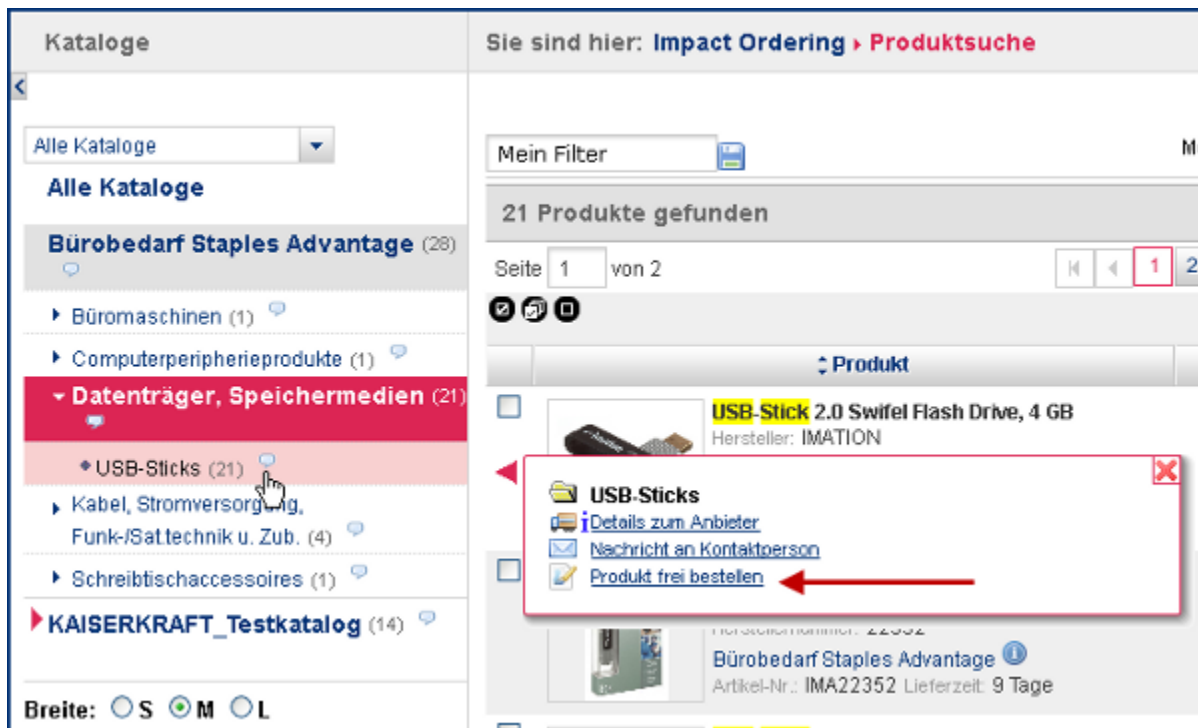 Kataloge
Sie sind hier: Impact Ordering Produktsuche
Alle Kataloge
Alle Kataloge
Bürobedarf Staples Advantage (28)
Büromaschinen (1)
Computerperipherieprodukte (1)
Datenträger, Speichermedien (21)
USB-Sticks (21)
Kabel, Stromversorgung,
Funk-/Sat.technik u. Zub. (4)
Schreibtischaccessoires (1)
KAISERKRAFT_Testkatalog (14)
Breite: S M L
Mein Filter
21 Produkte gefunden
Seite 1 von 2
1 2
Produkt
USB-Stick 2.0 Swifel Flash Drive, 4 GB
Hersteller: IMATION
USB-Sticks
Details zum Anbieter
Nachricht an Kontaktperson
Produkt frei bestellen
Herstellernummer: 22352
Bürobedarf Staples Advantage
Artikel-Nr.: IMA22352 Lieferzeit: 9 Tage